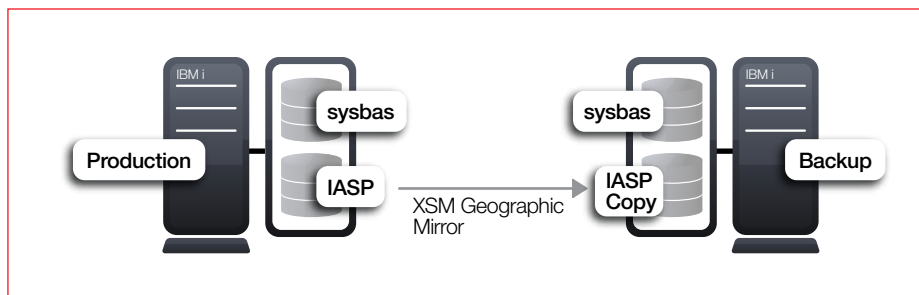 IBM i
sysbas
Production
IASP
XSM Geographic
Mirror
IBM i
sysbas
Backup
IASP
Copy